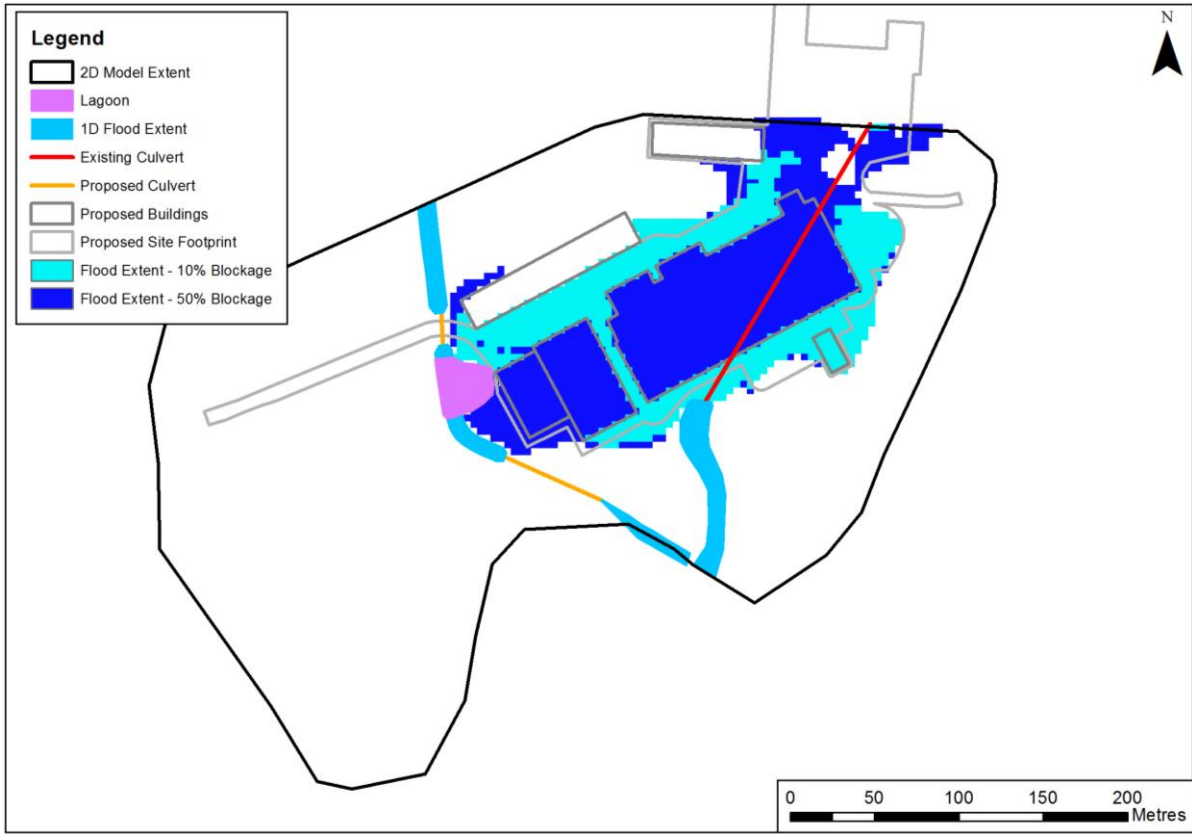 Legend
2D Model Extent
Lagoon
1D Flood Extent
Existing Culvert
Proposed Culvert
Proposed Buildings
Proposed Site Footprint
Flood Extent - 10% Blockage
Flood Extent - 50% Blockage
N
0 50 100 150 200
Metres